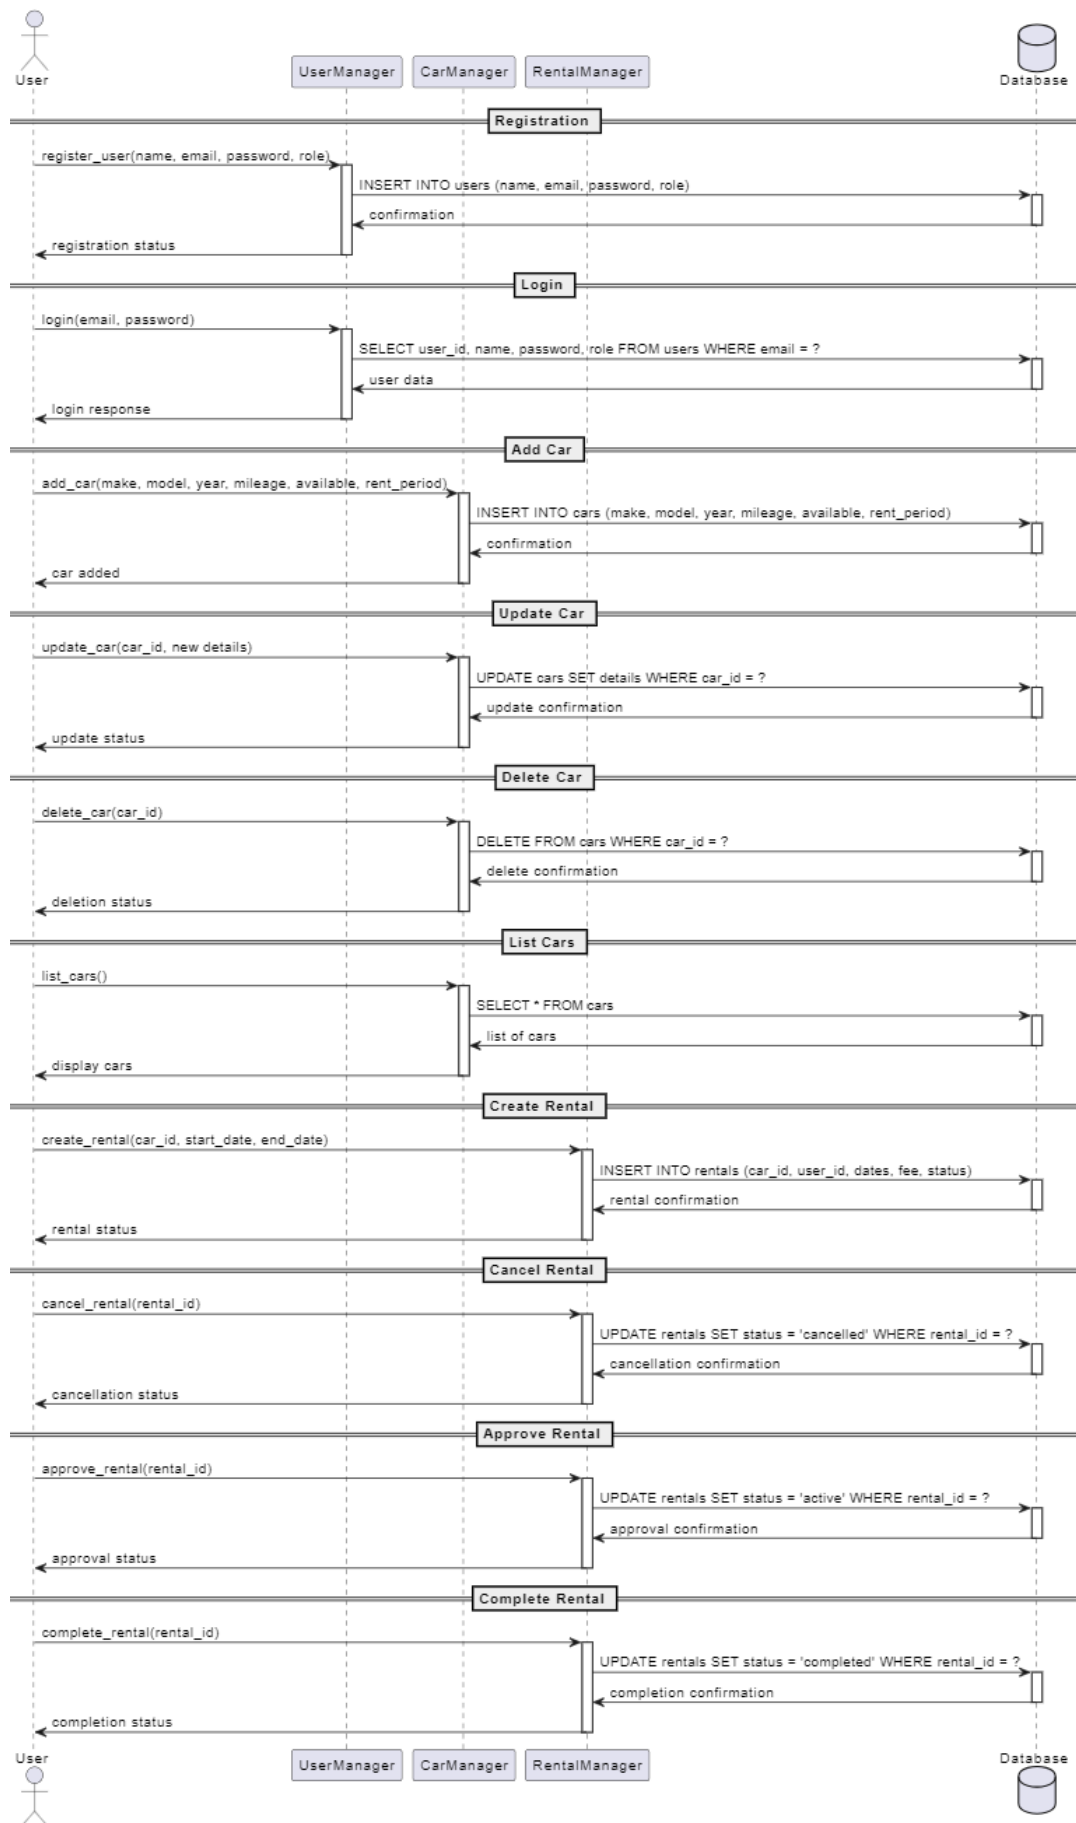 User
UserManager
CarManager
RentalManager
Database
Registration
register_user(name, email, password, role)
INSERT INTO users (name, email, password, role)
confirmation
registration status
Login
login(email, password)
SELECT user_id, name, password, role FROM users WHERE email = ?
user data
login response
Add Car
add_car(make, model, year, mileage, available, rent_period)
INSERT INTO cars (make, model, year, mileage, available, rent_period)
confirmation
car added
Update Car
update_car(car_id, new details)
UPDATE cars SET details WHERE car_id = ?
update confirmation
update status
Delete Car
delete_car(car_id)
DELETE FROM cars WHERE car_id = ?
delete confirmation
deletion status
List Cars
list_cars()
SELECT * FROM cars
list of cars
display cars
Create Rental
create_rental(car_id, start_date, end_date)
INSERT INTO rentals (car_id, user_id, dates, fee, status)
rental confirmation
rental status
Cancel Rental
cancel_rental(rental_id)
UPDATE rentals SET status = 'cancelled' WHERE rental_id = ?
cancellation confirmation
cancellation status
Approve Rental
approve_rental(rental_id)
UPDATE rentals SET status = 'active' WHERE rental_id = ?
approval confirmation
approval status
Complete Rental
complete_rental(rental_id)
UPDATE rentals SET status = 'completed' WHERE rental_id = ?
completion confirmation
completion status
User
UserManager
CarManager
RentalManager
Database